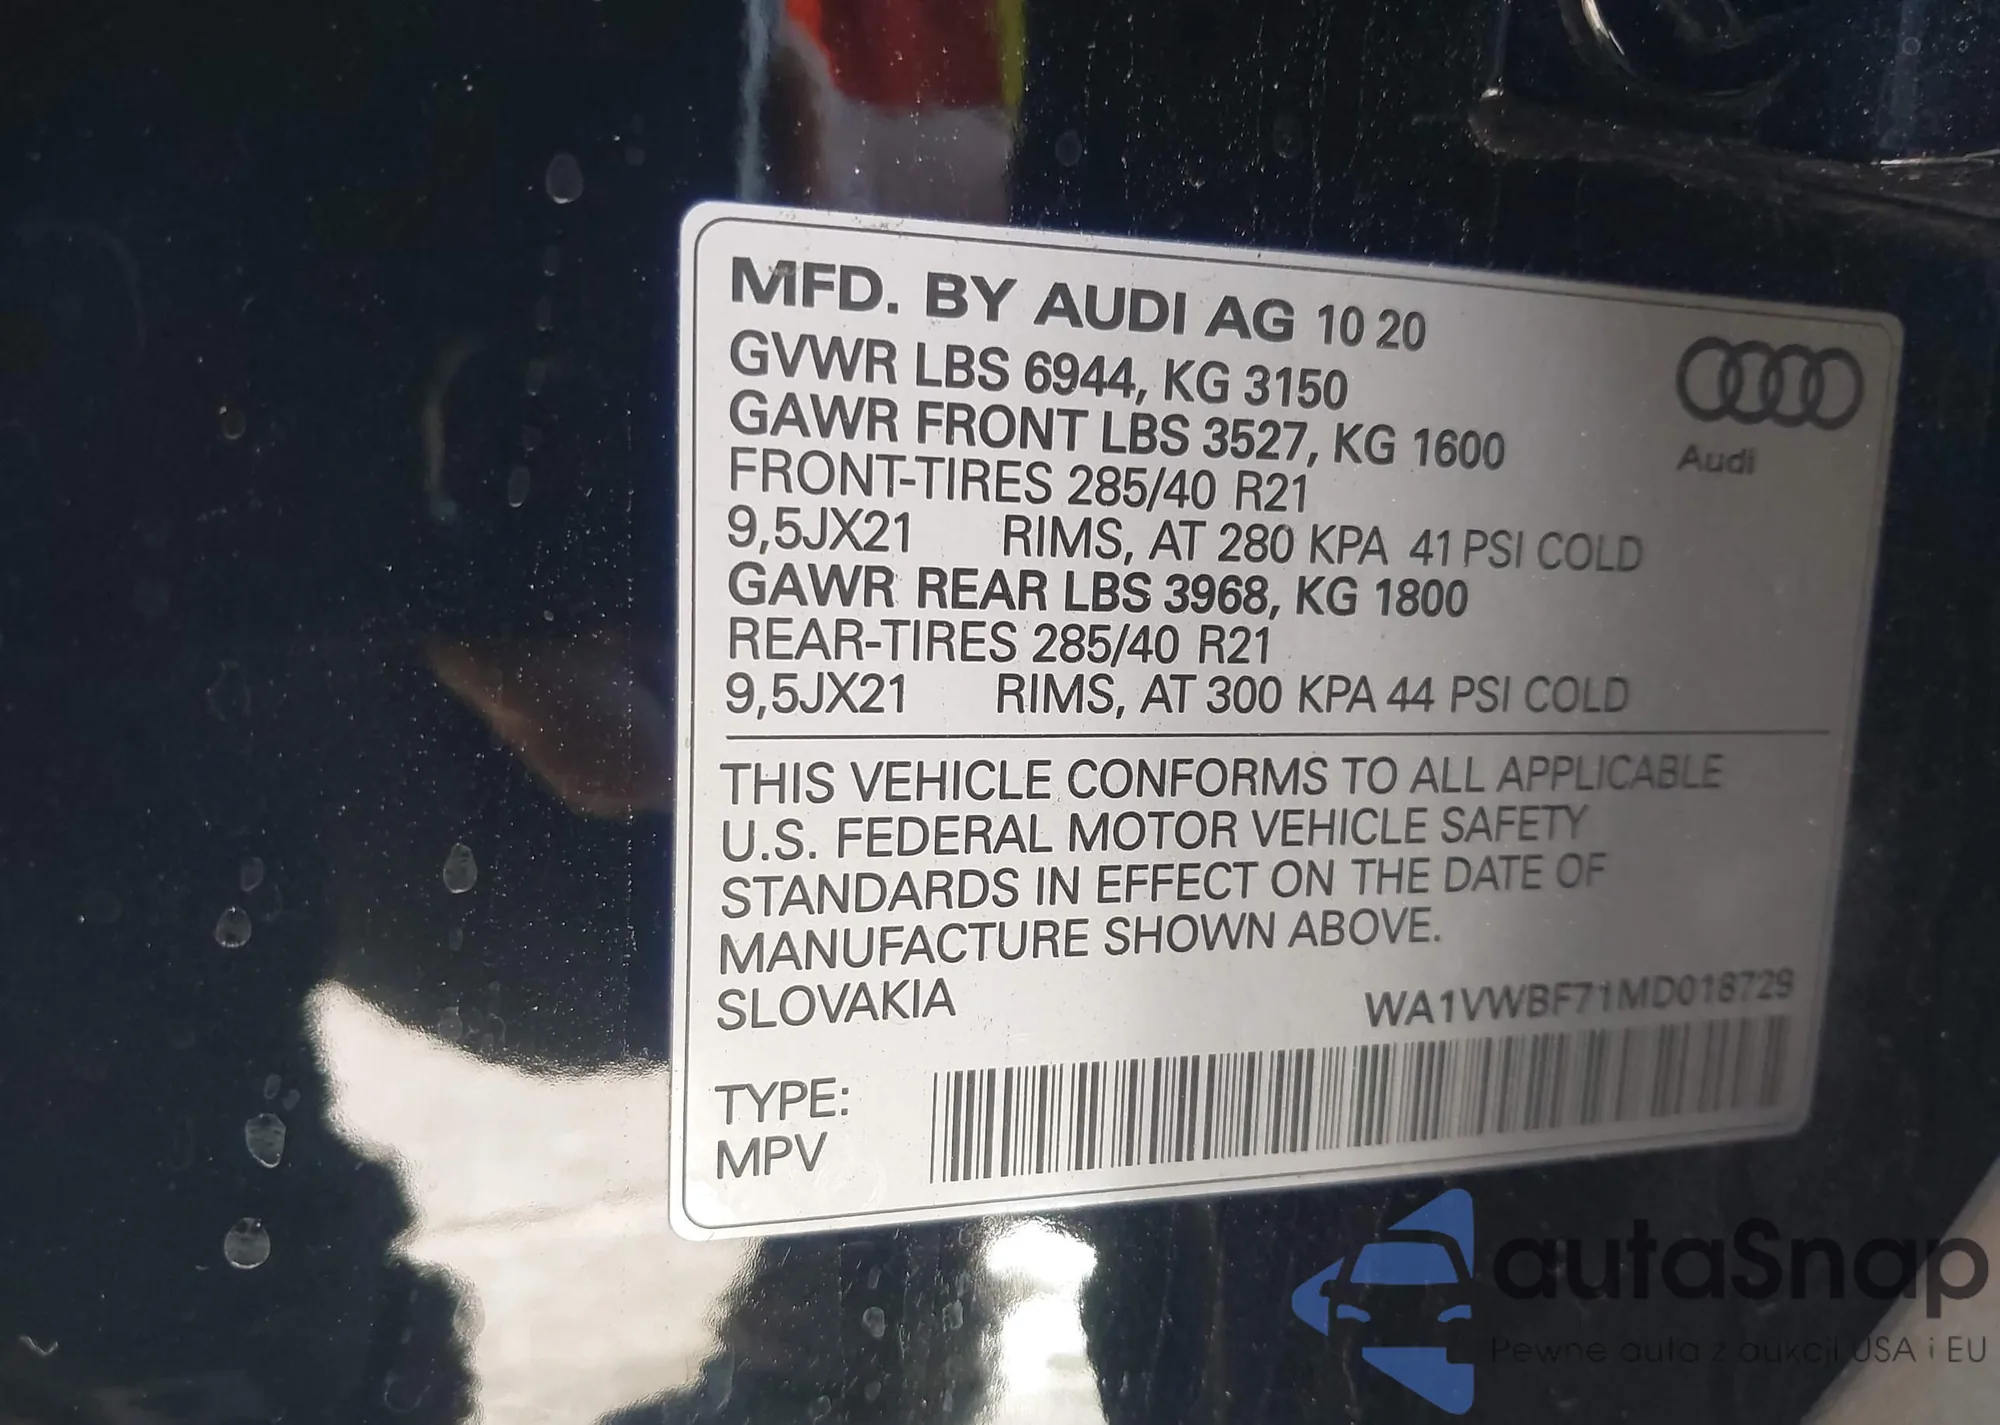 MFD. BY AUDI AG 10 20
GVWR LBS 6944, KG 3150
GAWR FRONT LBS 3527, KG 1600
FRONT-TIRES 285/40 R21
9,5JX21 RIMS, AT 280 KPA 41 PSI COLD
GAWR REAR LBS 3968, KG 1800
REAR-TIRES 285/40 R21
9,5JX21 RIMS, AT 300 KPA 44 PSI COLD
Audi
THIS VEHICLE CONFORMS TO ALL APPLICABLE
U.S. FEDERAL MOTOR VEHICLE SAFETY
STANDARDS IN EFFECT ON THE DATE OF
MANUFACTURE SHOWN ABOVE.
SLOVAKIA WA1VWBF71MD018729
TYPE:
MPV
autaSnap
Pewne auta z aukcji USA i EU